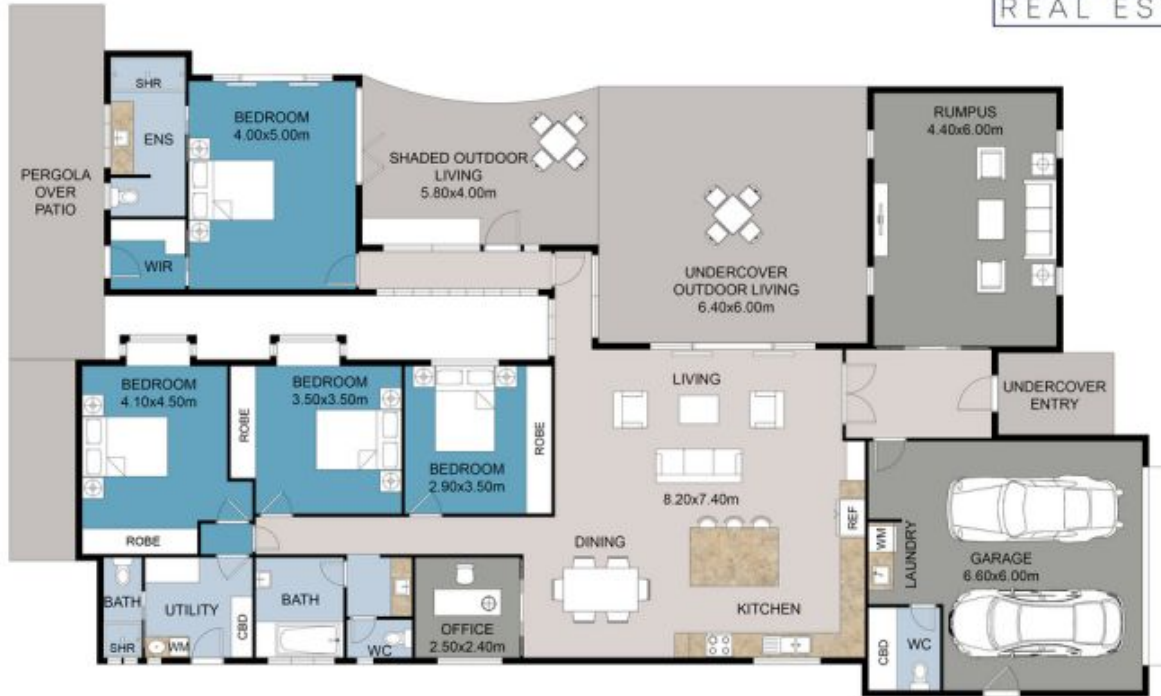 REAL ES
SHR
BEDROOM
4.00x5.00m
ENS
PERGOLA
OVER
PATIO
WIR
SHADED OUTDOOR
LIVING
5.80x4.00m
UNDERCOVER
OUTDOOR LIVING
6.40x6.00m
RUMPUS
4.40x6.00m
BEDROOM
4.10x4.50m
ROBE
ROBE
BEDROOM
3.50x3.50m
BEDROOM
2.90x3.50m
ROBE
LIVING
8.20x7.40m
UNDERCOVER
ENTRY
DINING
KITCHEN
REF
WM
LAUNDRY
GARAGE
6.60x6.00m
BATH
SHR
UTILITY
WM
CBD
BATH
WC
OFFICE
2.50x2.40m
CBD
WC